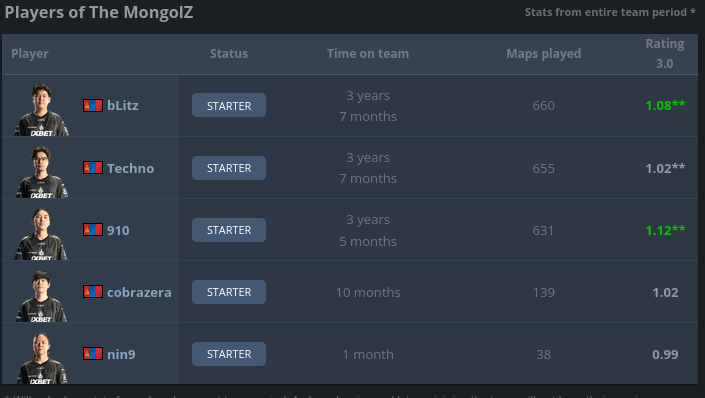 Players of The MongolZ
Stats from entire team period *
Player Status Time on team Maps played Rating 3.0
bLitz STARTER 3 years 7 months 660 1.08**
Techno STARTER 3 years 7 months 655 1.02**
910 STARTER 3 years 5 months 631 1.12**
cobrazera STARTER 10 months 139 1.02
nin9 STARTER 1 month 38 0.99